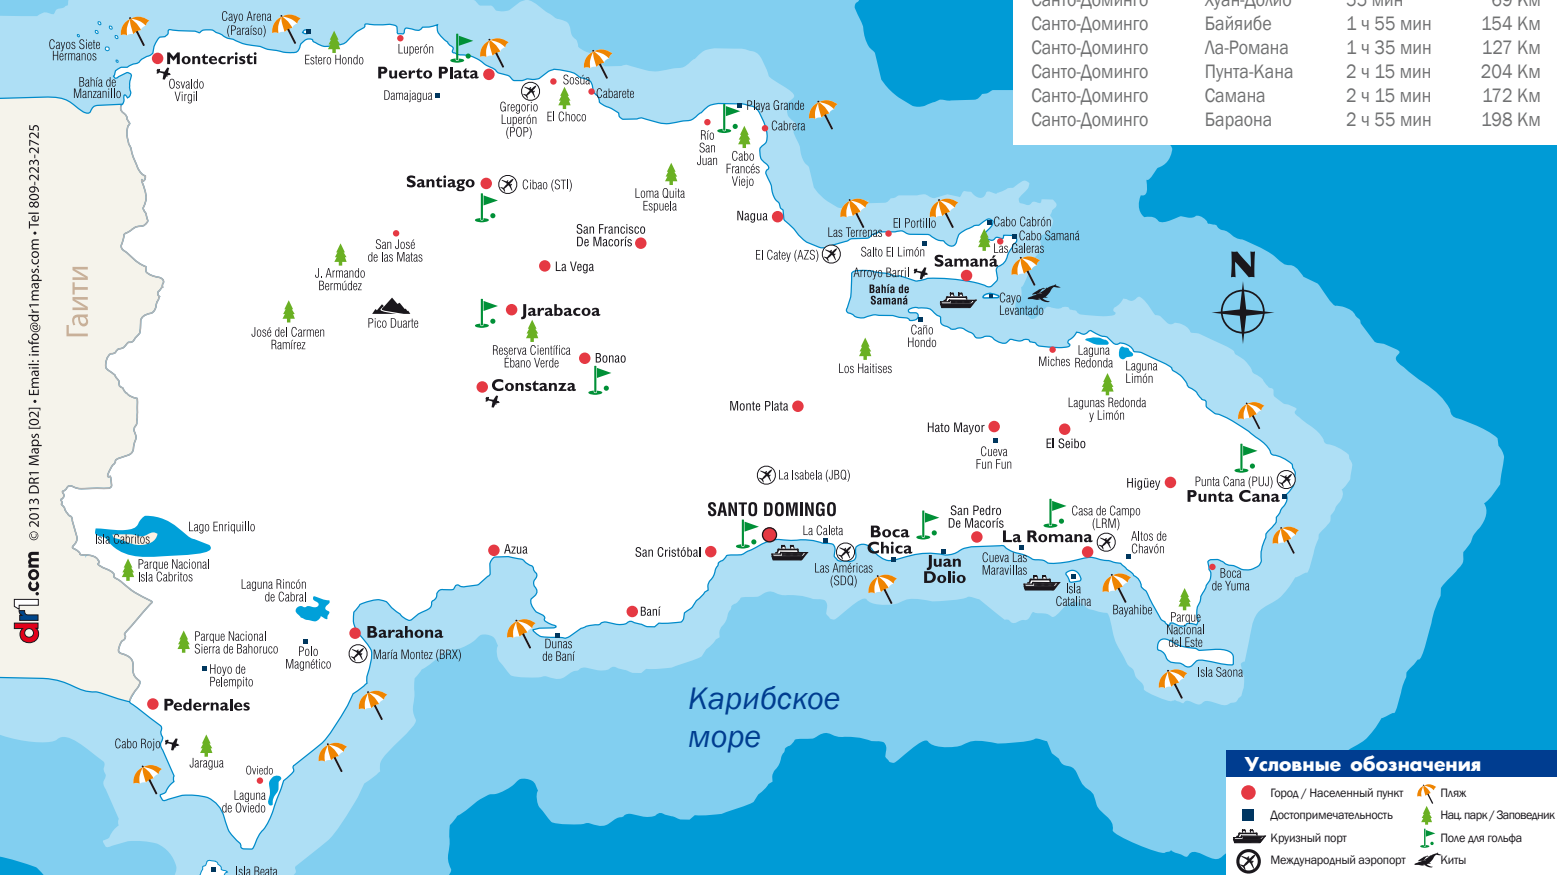 Санто-Доминго Хуан-Долио 55 мин 69 Км
Санто-Доминго Байяибе 1 ч 55 мин 154 Км
Санто-Доминго Ла-Романа 1 ч 35 мин 127 Км
Санто-Доминго Пунта-Кана 2 ч 15 мин 204 Км
Санто-Доминго Самана 2 ч 15 мин 172 Км
Санто-Доминго Бараона 2 ч 55 мин 198 Км
Cayo Arena
(Paraíso)
Cayos Siete
Hermanos
Montecristi
Osvaldo
Virgil
Bahía de
Manzanillo
Estero Hondo
Luperón
Puerto Plata
Damajagua
Gregorio
Luperón
(POP)
Sosúa
El Choco
Cabarete
Playa Grande
Cabrera
Río
San
Juan
Cabo
Francés
Viejo
Santiago
Cibao (STI)
Loma Quita
Espuela
San José
de las Matas
San Francisco
De Macorís
Nagua
La Vega
J. Armando
Bermúdez
José del Carmen
Ramírez
Pico Duarte
Jarabacoa
Reserva Científica
Ébano Verde
Bonao
Constanza
El Catey (AZS)
Las Terrenas
El Portillo
Salto El Limón
Cabo Cabrón
Cabo Samaná
Las Galeras
Samaná
Arroyo Barril
Bahía de
Samaná
Cayo
Levantado
Caño
Hondo
Los Haitises
Miches
Laguna
Redonda
Laguna
Limón
Lagunas Redonda
y Limón
N
Monte Plata
Hato Mayor
Cueva
Fun Fun
El Seibo
La Isabela (JBQ)
Higüey
Punta Cana (PUJ)
Punta Cana
SANTO DOMINGO
La Caleta
Las Américas
(SDQ)
Boca
Chica
Juan
Dolio
San Pedro
De Macorís
Cueva Las
Maravillas
La Romana
Casa de Campo
(LRM)
Altos de
Chavón
Isla
Catalina
Bayahibe
Boca
de Yuma
Parque
Nacional
del Este
Isla Saona
San Cristóbal
Baní
Azua
Dunas
de Baní
Гаити
Lago Enriquillo
Isla Cabritos
Parque Nacional
Isla Cabritos
Laguna Rincón
de Cabral
Parque Nacional
Sierra de Bahoruco
Hoyo de
Pelempito
Polo
Magnético
Barahona
María Montez (BRX)
Pedernales
Cabo Rojo
Jaragua
Oviedo
Laguna
de Oviedo
Isla Beata
Карибское
море
dr1.com © 2013 DR1 Maps [02] • Email: info@dr1maps.com • Tel 809-223-2725
Условные обозначения
Город / Населенный пункт
Пляж
Достопримечательность
Нац. парк / Заповедник
Круизный порт
Поле для гольфа
Международный аэропорт
Киты